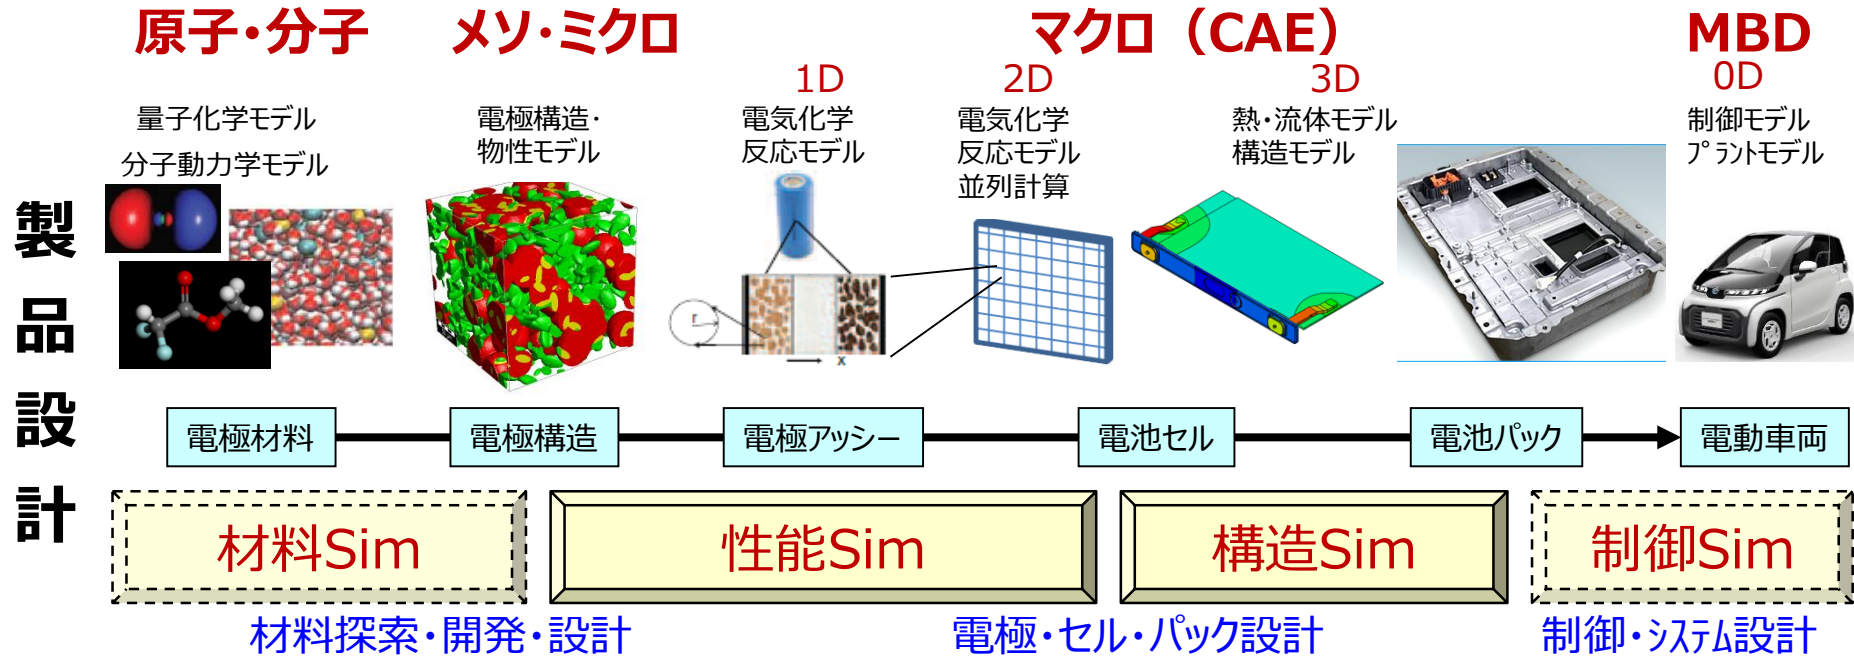 原子・分子
メソ・ミクロ
マクロ（CAE）
MBD
1D
2D
3D
0D
量子化学モデル
分子動力学モデル
電極構造・
物性モデル
電気化学
反応モデル
電気化学
反応モデル
並列計算
熱・流体モデル
構造モデル
制御モデル
プラントモデル
r
x
製品設計
電極材料
電極構造
電極アッシー
電池セル
電池パック
電動車両
材料Sim
性能Sim
構造Sim
制御Sim
材料探索・開発・設計
電極・セル・パック設計
制御・システム設計